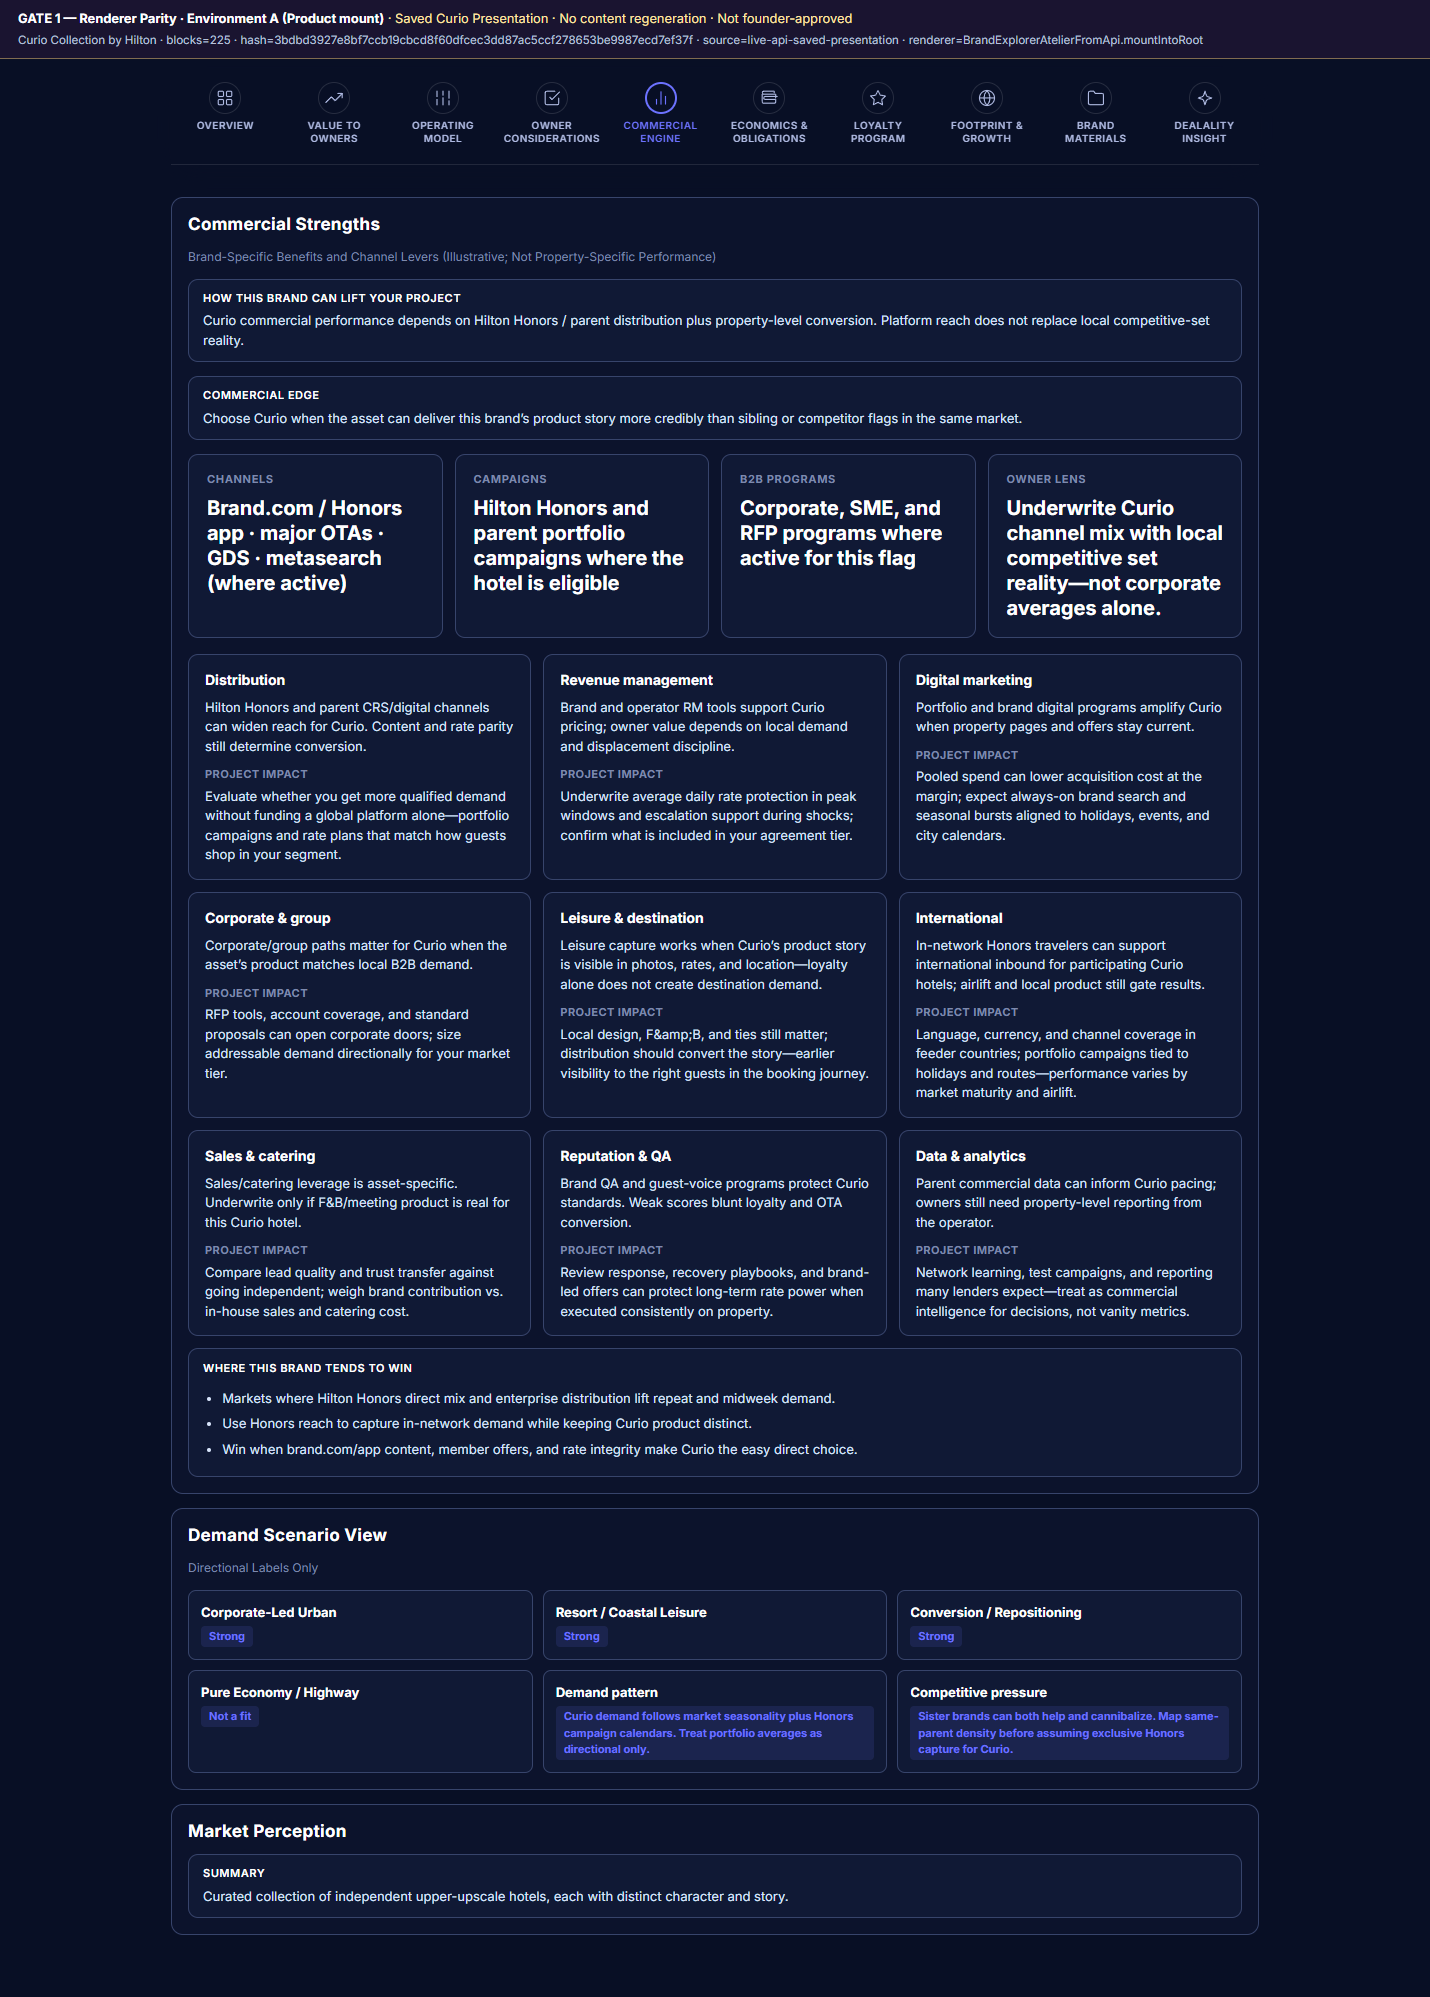 GATE 1 — Renderer Parity · Environment A (Product mount) · Saved Curio Presentation · No content regeneration · Not founder-approved
Curio Collection by Hilton · blocks=225 · hash=3bdbd3927e8bf7ccb19cbcd8f60dfcec3dd87ac5ccf278653be9987ecd7ef37f · source=live-api-saved-presentation · renderer=BrandExplorerAtelierFromApi.mountIntoRoot
OVERVIEW
VALUE TO
OWNERS
OPERATING
MODEL
OWNER
CONSIDERATIONS
COMMERCIAL
ENGINE
ECONOMICS &
OBLIGATIONS
LOYALTY
PROGRAM
FOOTPRINT &
GROWTH
BRAND
MATERIALS
DEALALITY
INSIGHT
Commercial Strengths
Brand-Specific Benefits and Channel Levers (Illustrative; Not Property-Specific Performance)
HOW THIS BRAND CAN LIFT YOUR PROJECT
Curio commercial performance depends on Hilton Honors / parent distribution plus property-level conversion. Platform reach does not replace local competitive-set
reality.
COMMERCIAL EDGE
Choose Curio when the asset can deliver this brand’s product story more credibly than sibling or competitor flags in the same market.
CHANNELS
Brand.com / Honors
app · major OTAs ·
GDS · metasearch
(where active)
CAMPAIGNS
Hilton Honors and
parent portfolio
campaigns where the
hotel is eligible
B2B PROGRAMS
Corporate, SME, and
RFP programs where
active for this flag
OWNER LENS
Underwrite Curio
channel mix with local
competitive set
reality—not corporate
averages alone.
Distribution
Hilton Honors and parent CRS/digital channels
can widen reach for Curio. Content and rate parity
still determine conversion.
PROJECT IMPACT
Evaluate whether you get more qualified demand
without funding a global platform alone—portfolio
campaigns and rate plans that match how guests
shop in your segment.
Revenue management
Brand and operator RM tools support Curio
pricing; owner value depends on local demand
and displacement discipline.
PROJECT IMPACT
Underwrite average daily rate protection in peak
windows and escalation support during shocks;
confirm what is included in your agreement tier.
Digital marketing
Portfolio and brand digital programs amplify Curio
when property pages and offers stay current.
PROJECT IMPACT
Pooled spend can lower acquisition cost at the
margin; expect always-on brand search and
seasonal bursts aligned to holidays, events, and
city calendars.
Corporate & group
Corporate/group paths matter for Curio when the
asset’s product matches local B2B demand.
PROJECT IMPACT
RFP tools, account coverage, and standard
proposals can open corporate doors; size
addressable demand directionally for your market
tier.
Leisure & destination
Leisure capture works when Curio’s product story
is visible in photos, rates, and location—loyalty
alone does not create destination demand.
PROJECT IMPACT
Local design, F&amp;B, and ties still matter;
distribution should convert the story—earlier
visibility to the right guests in the booking journey.
International
In-network Honors travelers can support
international inbound for participating Curio
hotels; airlift and local product still gate results.
PROJECT IMPACT
Language, currency, and channel coverage in
feeder countries; portfolio campaigns tied to
holidays and routes—performance varies by
market maturity and airlift.
Sales & catering
Sales/catering leverage is asset-specific.
Underwrite only if F&B/meeting product is real for
this Curio hotel.
PROJECT IMPACT
Compare lead quality and trust transfer against
going independent; weigh brand contribution vs.
in-house sales and catering cost.
Reputation & QA
Brand QA and guest-voice programs protect Curio
standards. Weak scores blunt loyalty and OTA
conversion.
PROJECT IMPACT
Review response, recovery playbooks, and brand-
led offers can protect long-term rate power when
executed consistently on property.
Data & analytics
Parent commercial data can inform Curio pacing;
owners still need property-level reporting from
the operator.
PROJECT IMPACT
Network learning, test campaigns, and reporting
many lenders expect—treat as commercial
intelligence for decisions, not vanity metrics.
WHERE THIS BRAND TENDS TO WIN
• Markets where Hilton Honors direct mix and enterprise distribution lift repeat and midweek demand.
• Use Honors reach to capture in-network demand while keeping Curio product distinct.
• Win when brand.com/app content, member offers, and rate integrity make Curio the easy direct choice.
Demand Scenario View
Directional Labels Only
Corporate-Led Urban
Strong
Resort / Coastal Leisure
Strong
Conversion / Repositioning
Strong
Pure Economy / Highway
Not a fit
Demand pattern
Curio demand follows market seasonality plus Honors
campaign calendars. Treat portfolio averages as
directional only.
Competitive pressure
Sister brands can both help and cannibalize. Map same-
parent density before assuming exclusive Honors
capture for Curio.
Market Perception
SUMMARY
Curated collection of independent upper-upscale hotels, each with distinct character and story.